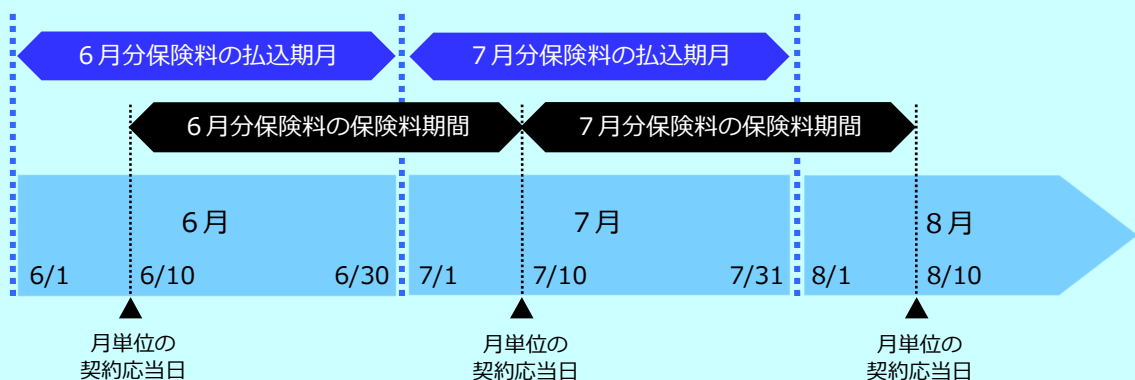 ６月分保険料の払込期月
７月分保険料の払込期月
６月分保険料の保険料期間
７月分保険料の保険料期間
６月
７月
８月
6/1
6/10
6/30
7/1
7/10
7/31
8/1
8/10
月単位の
契約応当日
月単位の
契約応当日
月単位の
契約応当日